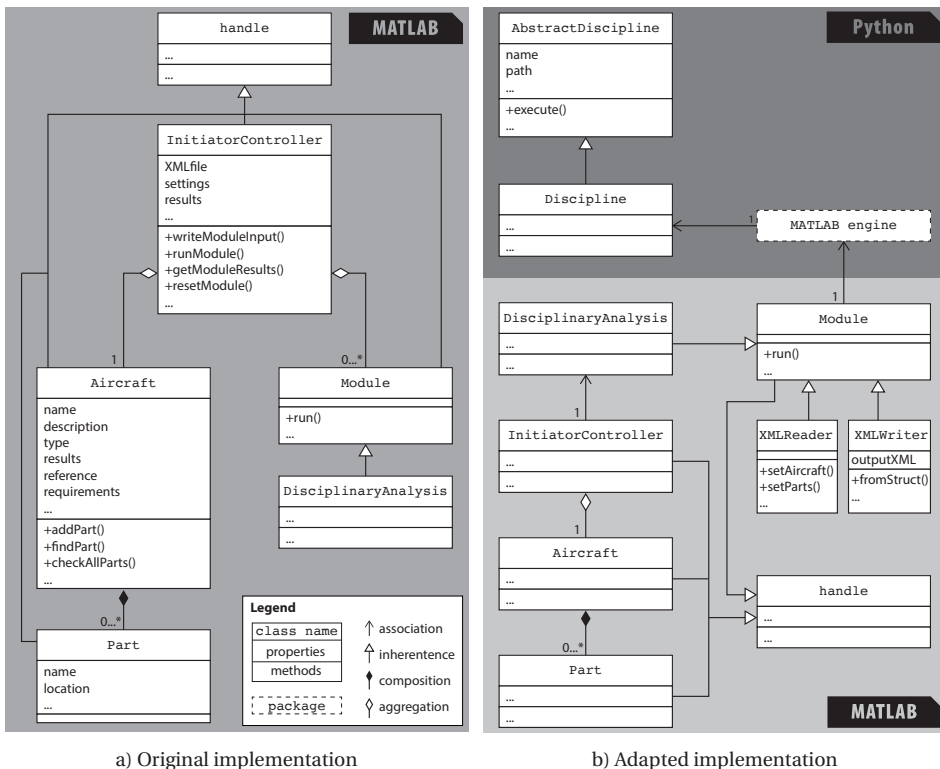 handle
...
...
MATLAB
InitiatorController
XMLfile
settings
results
...
+writeModuleInput()
+runModule()
+getModuleResults()
+resetModule()
...
1
0...*
Aircraft
name
description
type
results
reference
requirements
...
+addPart()
+findPart()
+checkAllParts()
...
Module
+run()
...
DisciplinaryAnalysis
...
...
0...*
Part
name
location
...
Legend
class name
properties
methods
package
association
inherentence
composition
aggregation
a) Original implementation
AbstractDiscipline
name
path
...
+execute()
...
Python
Discipline
...
...
1
MATLAB engine
1
DisciplinaryAnalysis
...
...
Module
+run()
...
1
InitiatorController
...
...
XMLReader
+setAircraft()
+setParts()
...
XMLWriter
outputXML
+fromStruct()
...
1
Aircraft
...
...
handle
...
...
0...*
Part
...
...
MATLAB
b) Adapted implementation